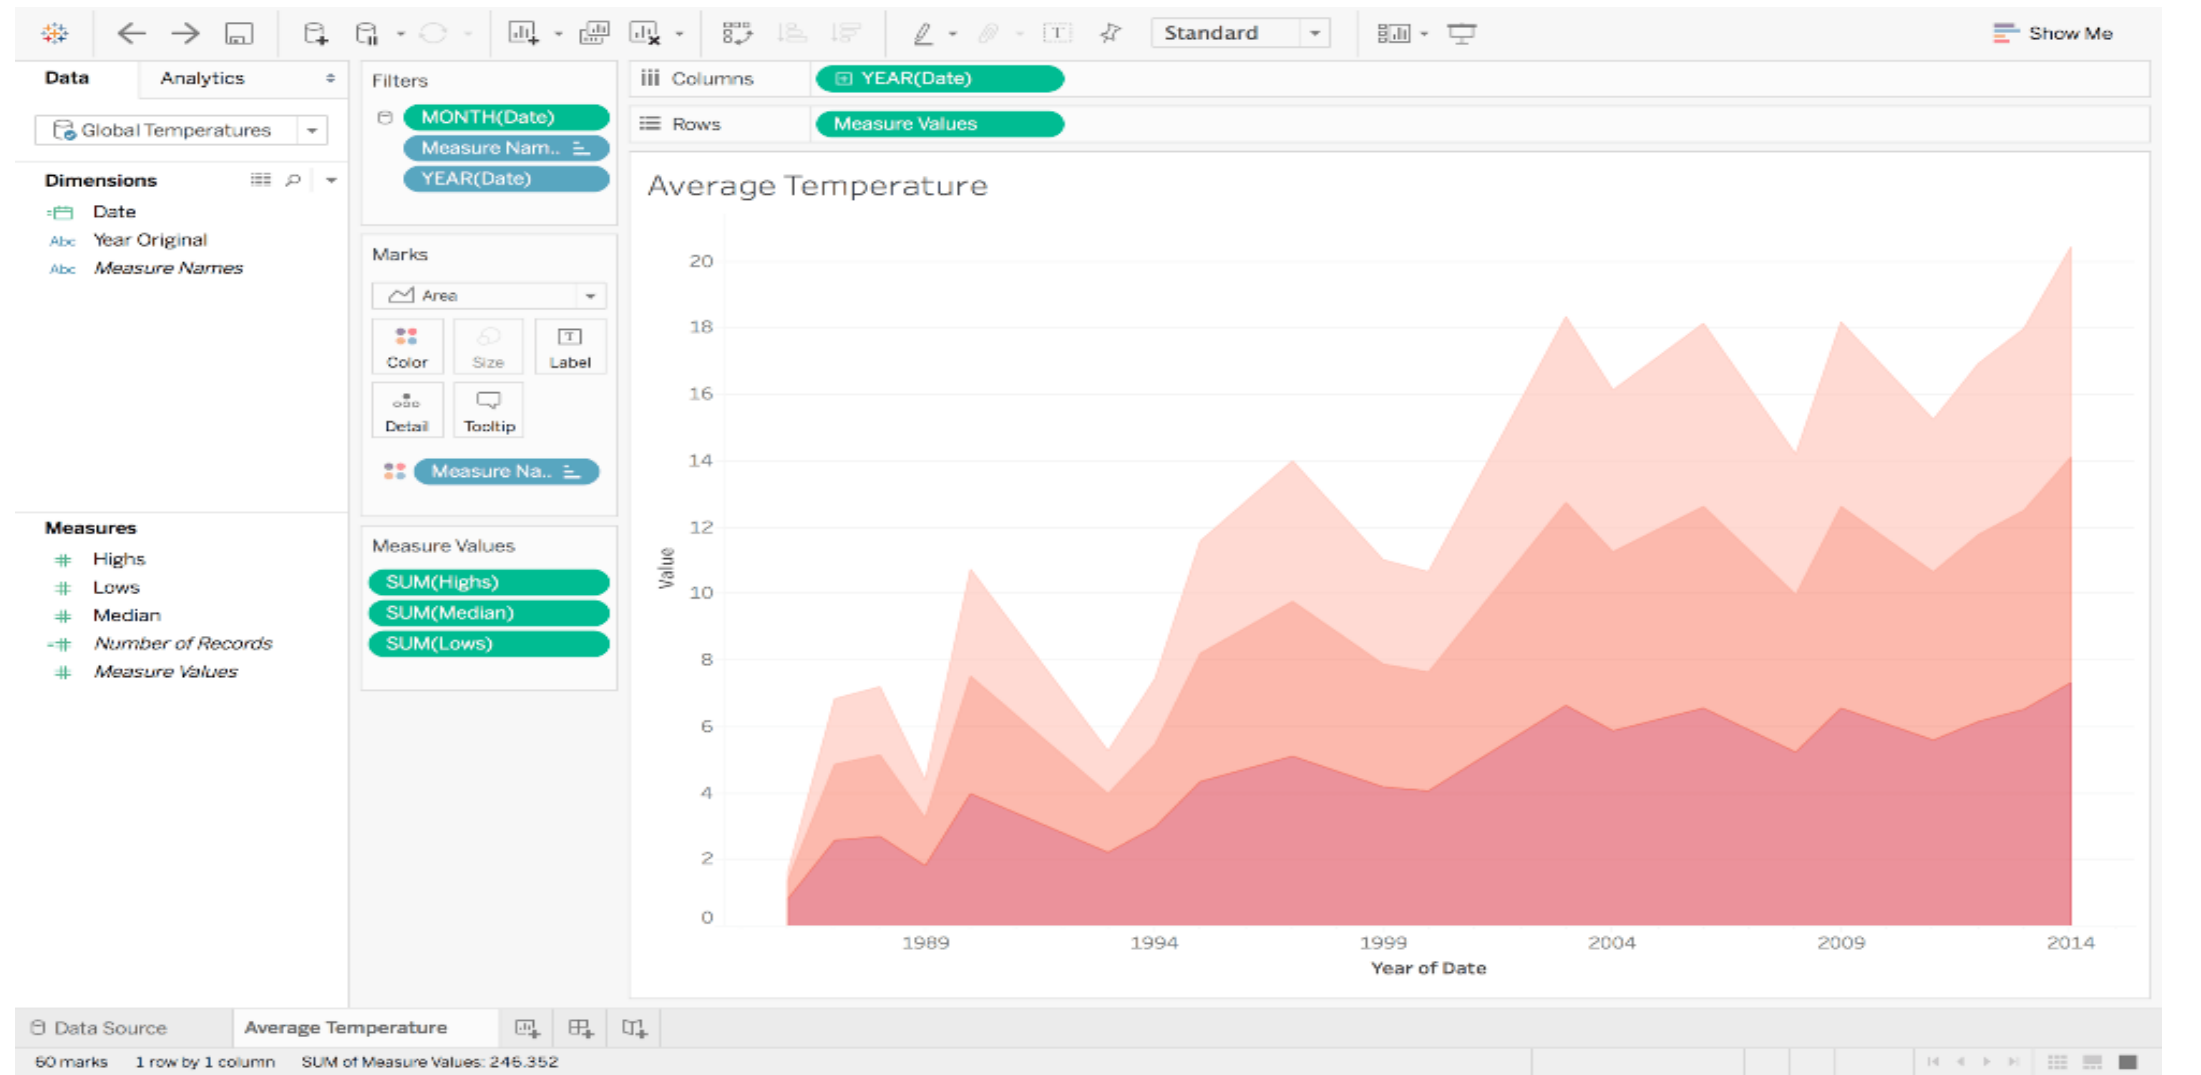 Standard
Show Me
Data
Analytics
Global Temperatures
Dimensions
Date
Abc Year Original
Abc Measure Names
Measures
Highs
Lows
Median
Number of Records
Measure Values
Filters
MONTH(Date)
Measure Nam..
YEAR(Date)
Marks
Area
Color Size Label
Detail Tooltip
Measure Na..
Measure Values
SUM(Highs)
SUM(Median)
SUM(Lows)
Columns YEAR(Date)
Rows Measure Values
Average Temperature
20
18
16
14
12
10
8
6
4
2
0
Value
1989 1994 1999 2004 2009 2014
Year of Date
Data Source Average Temperature
60 marks 1 row by 1 column SUM of Measure Values: 246.352